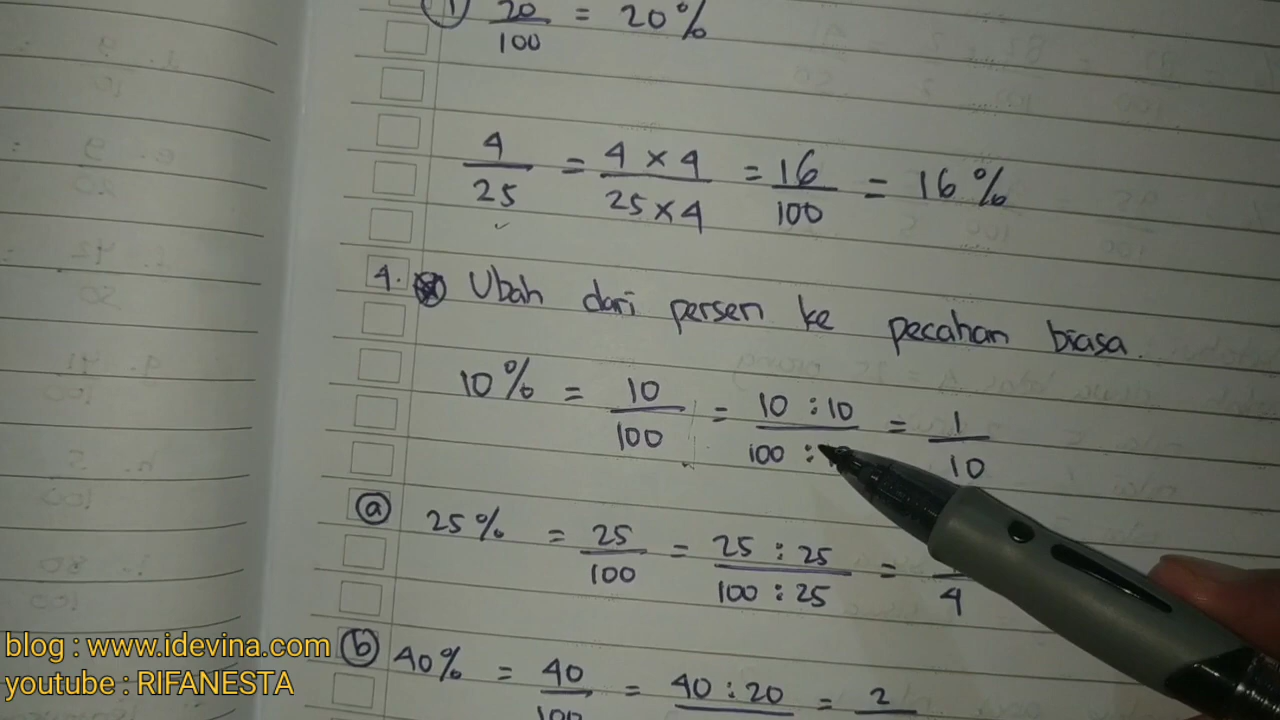 20/100 = 20%
4/25 = 4 × 4/25 × 4 = 16/100 = 16%
4. Ubah dari persen ke pecahan biasa.
10% = 10/100 = 10 : 10/100 : = 1/10
a 25% = 25/100 = 25 : 25/100 : 25 = /4
b 40% = 40/100 = 40 : 20 = 2
blog : www.idevina.com
youtube : RIFANESTA